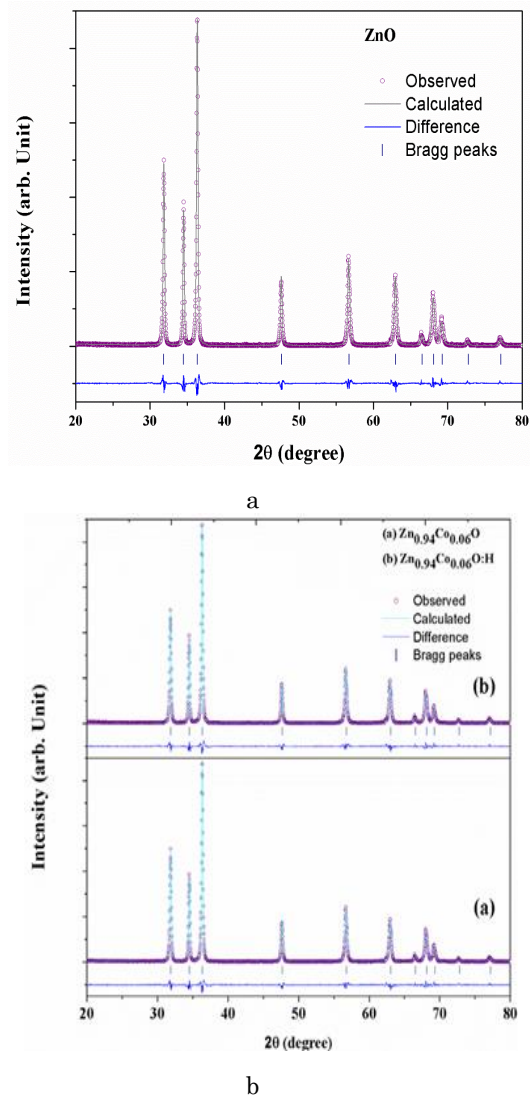 ZnO
Observed
Calculated
Difference
Bragg peaks
Intensity (arb. Unit)
20 30 40 50 60 70 80
2θ (degree)
a
(a) Zn0.94Co0.06O
(b) Zn0.94Co0.06O:H
Observed
Calculated
Difference
Bragg peaks
(b)
Intensity (arb. Unit)
(a)
20 30 40 50 60 70 80
2θ (degree)
b